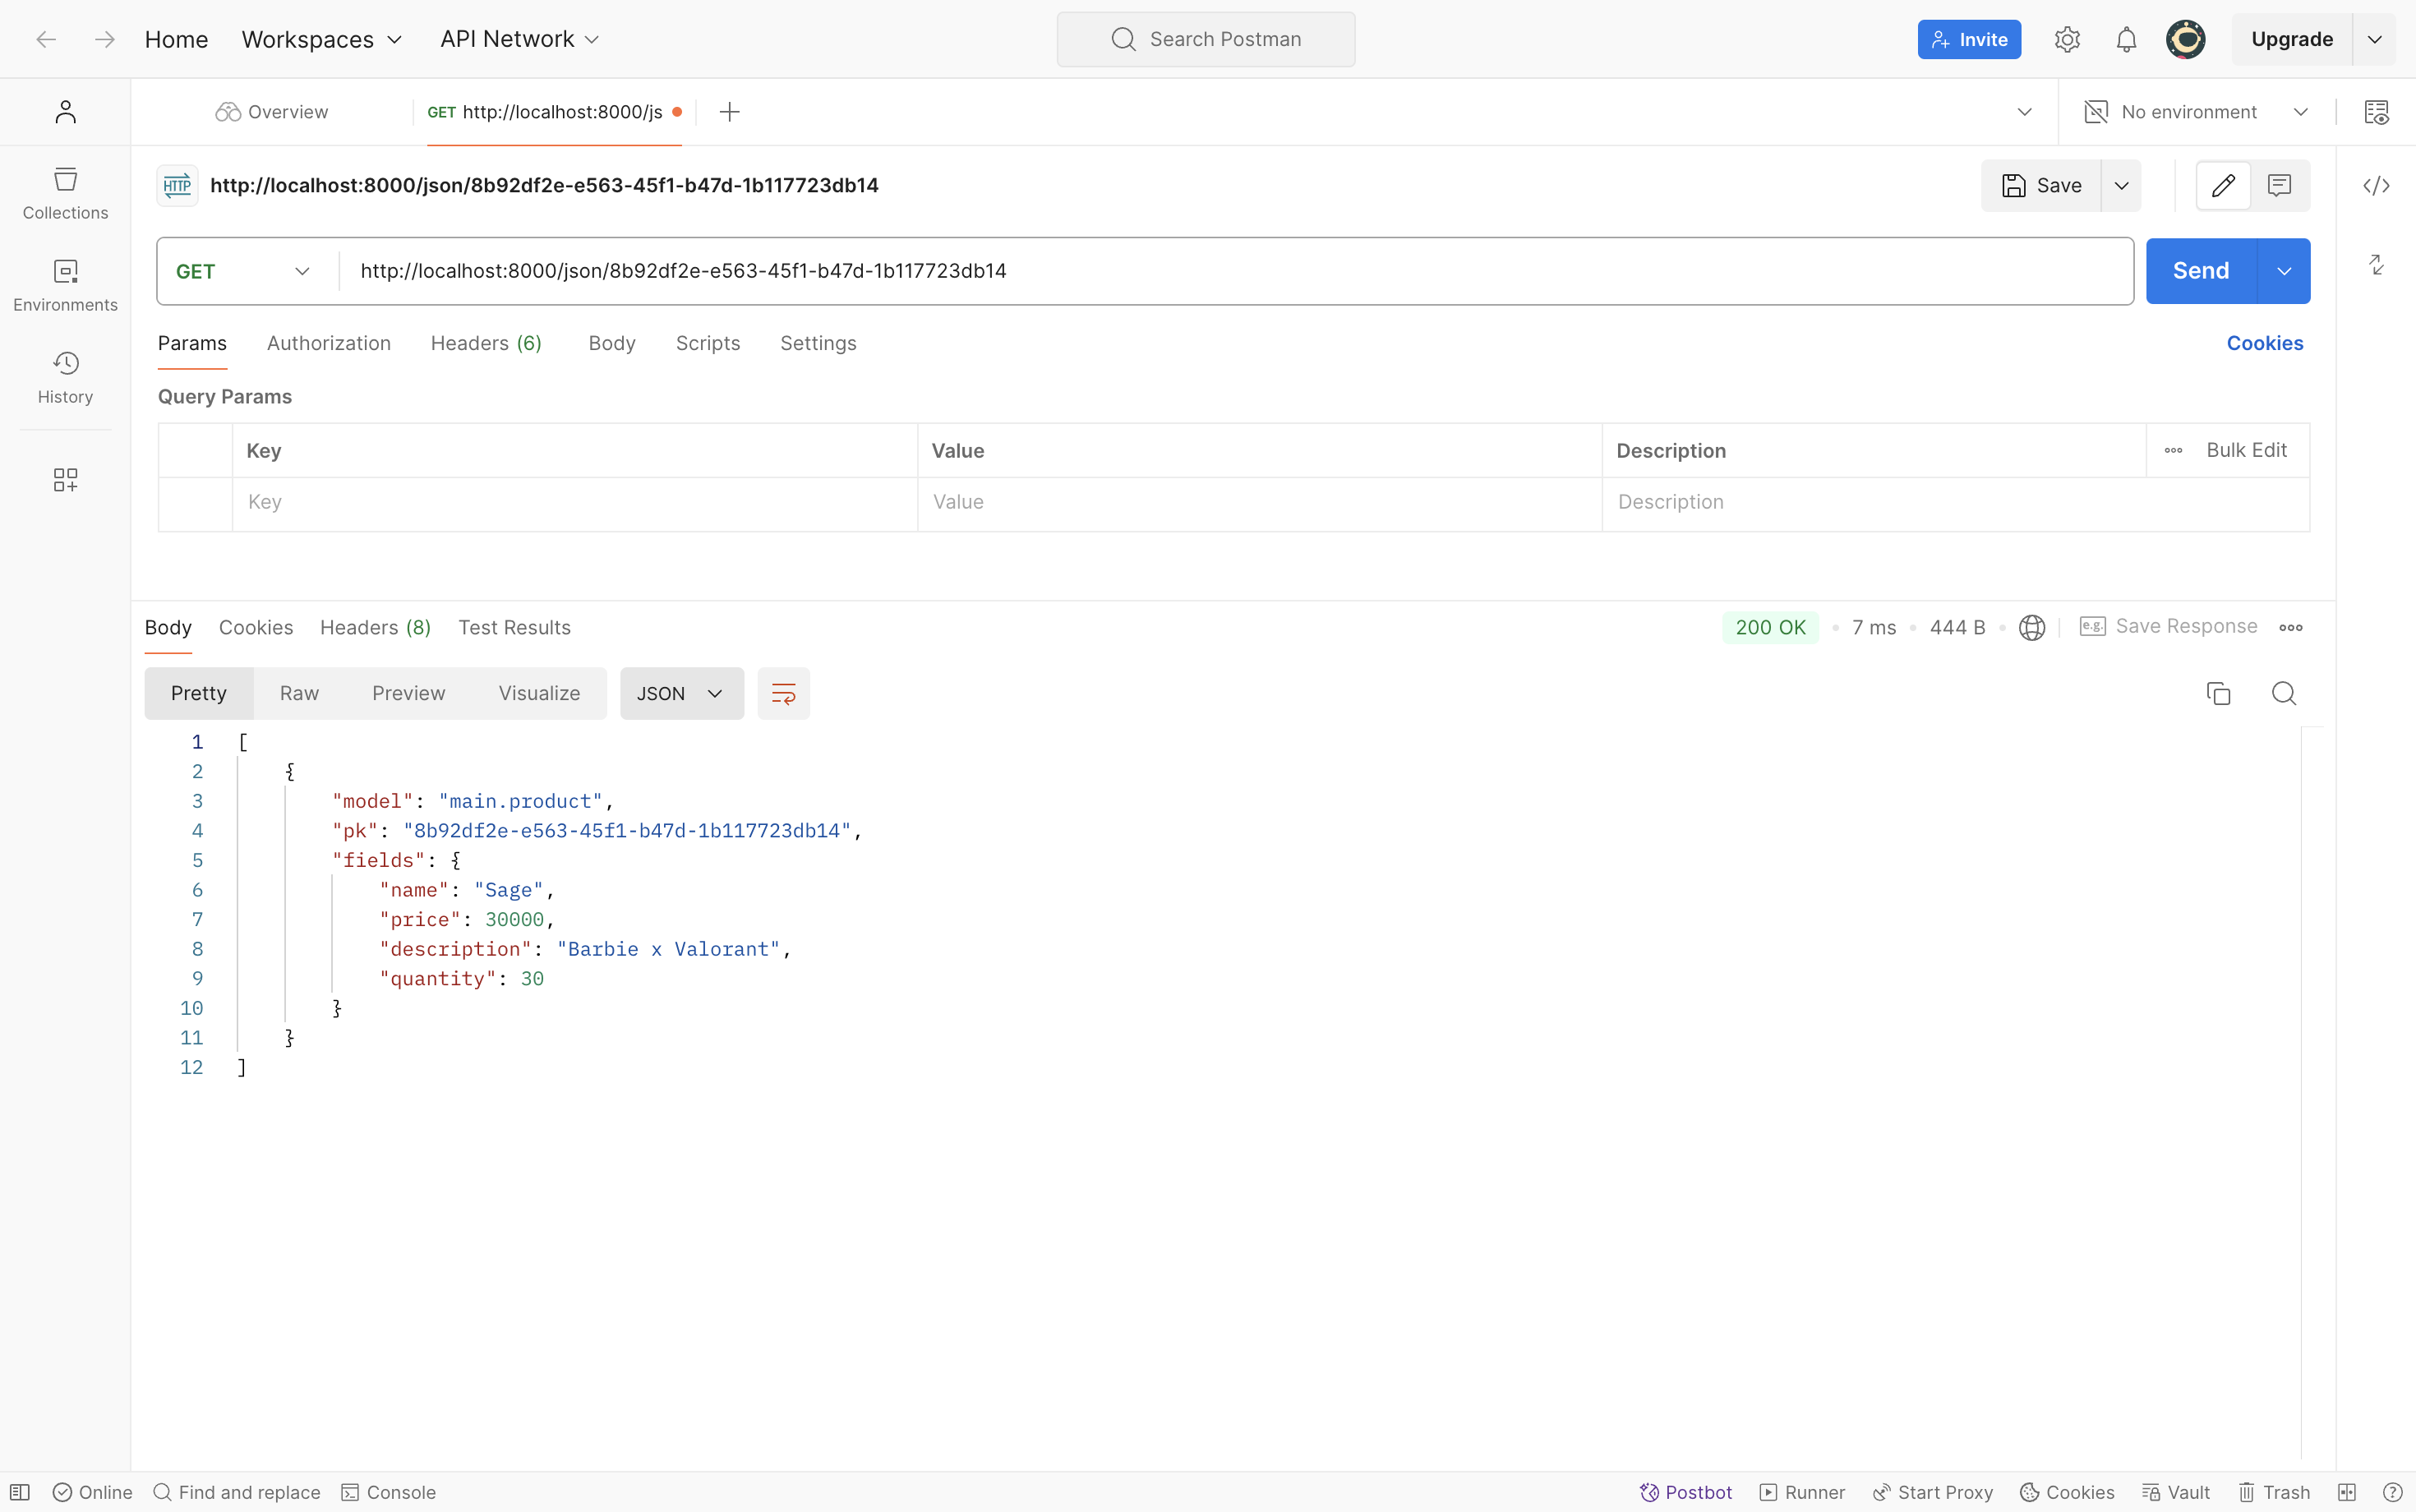 Home Workspaces API Network Search Postman Invite Upgrade
Overview GET http://localhost:8000/js No environment
HTTP http://localhost:8000/json/8b92df2e-e563-45f1-b47d-1b117723db14 Save
Collections
GET http://localhost:8000/json/8b92df2e-e563-45f1-b47d-1b117723db14 Send
Environments
Params Authorization Headers (6) Body Scripts Settings Cookies
History
Query Params
Key Value Description Bulk Edit
Key Value Description
Body Cookies Headers (8) Test Results 200 OK 7 ms 444 B e.g. Save Response
Pretty Raw Preview Visualize JSON
1 [
2 {
3 "model": "main.product",
4 "pk": "8b92df2e-e563-45f1-b47d-1b117723db14",
5 "fields": {
6 "name": "Sage",
7 "price": 30000,
8 "description": "Barbie x Valorant",
9 "quantity": 30
10 }
11 }
12 ]
Online Find and replace Console Postbot Runner Start Proxy Cookies Vault Trash